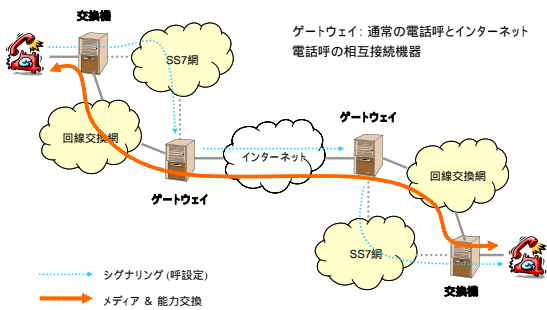 交換機
ゲートウェイ: 通常の電話呼とインターネット
電話呼の相互接続機器
SS7網
ゲートウェイ
回線交換網
インターネット
回線交換網
ゲートウェイ
SS7網
シグナリング (呼設定)
交換機
メディア & 能力交換